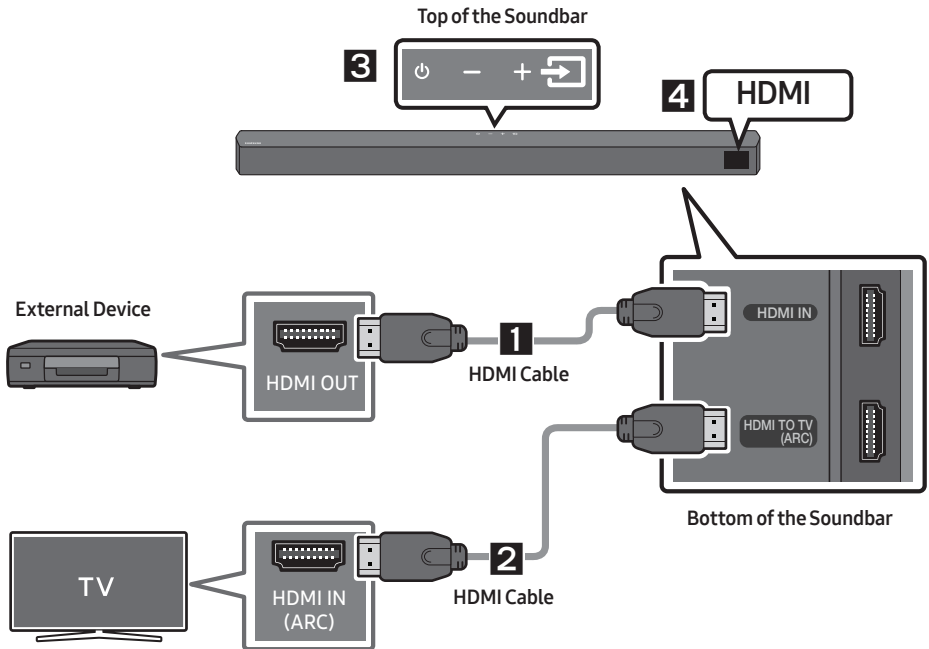 Top of the Soundbar
3
4
HDMI
External Device
HDMI OUT
1
HDMI Cable
HDMI IN
HDMI TO TV
(ARC)
Bottom of the Soundbar
TV
HDMI IN
(ARC)
2
HDMI Cable